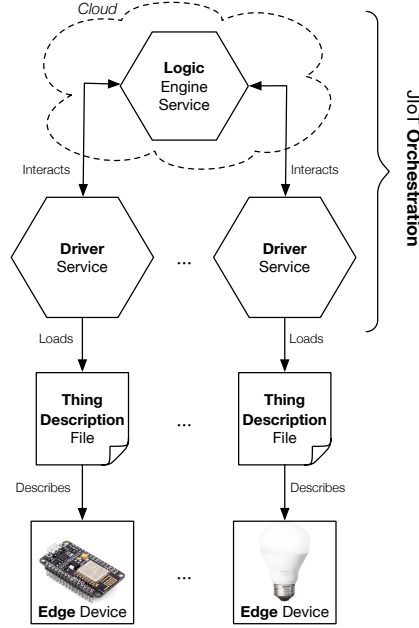 Cloud
Logic
Engine
Service
Interacts
Interacts
JIoT Orchestration
Driver
Service
...
Driver
Service
Loads
Loads
Thing
Description
File
...
Thing
Description
File
Describes
Describes
...
Edge Device
Edge Device